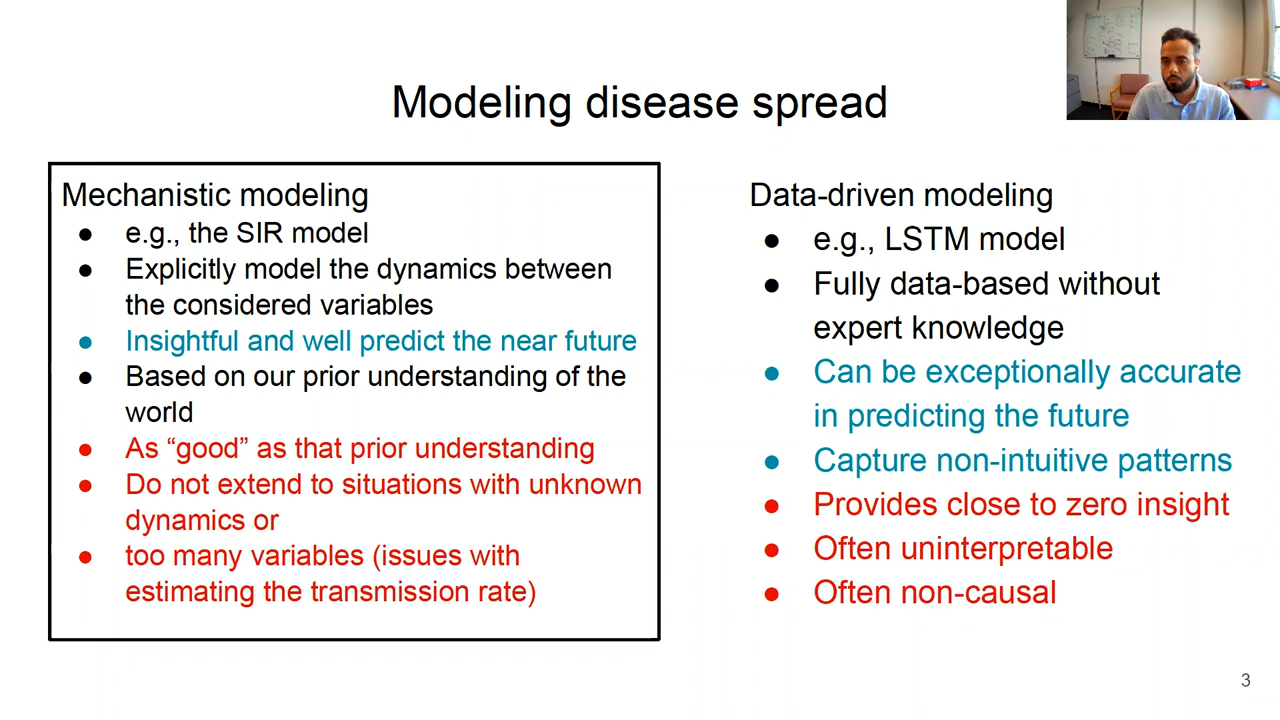 Modeling disease spread
Mechanistic modeling
● e.g., the SIR model
● Explicitly model the dynamics between
the considered variables
● Insightful and well predict the near future
● Based on our prior understanding of the
world
● As “good” as that prior understanding
● Do not extend to situations with unknown
dynamics or
● too many variables (issues with
estimating the transmission rate)
Data-driven modeling
● e.g., LSTM model
● Fully data-based without
expert knowledge
● Can be exceptionally accurate
in predicting the future
● Capture non-intuitive patterns
● Provides close to zero insight
● Often uninterpretable
● Often non-causal
3